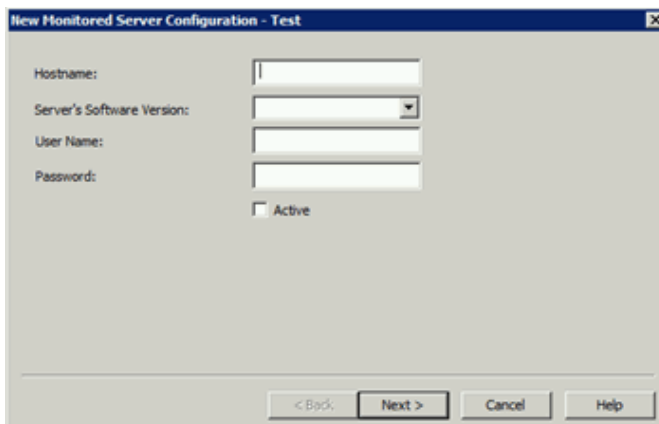 New Monitored Server Configuration - Test
Hostname:
Server's Software Version:
User Name:
Password:
Active
< Back
Next >
Cancel
Help